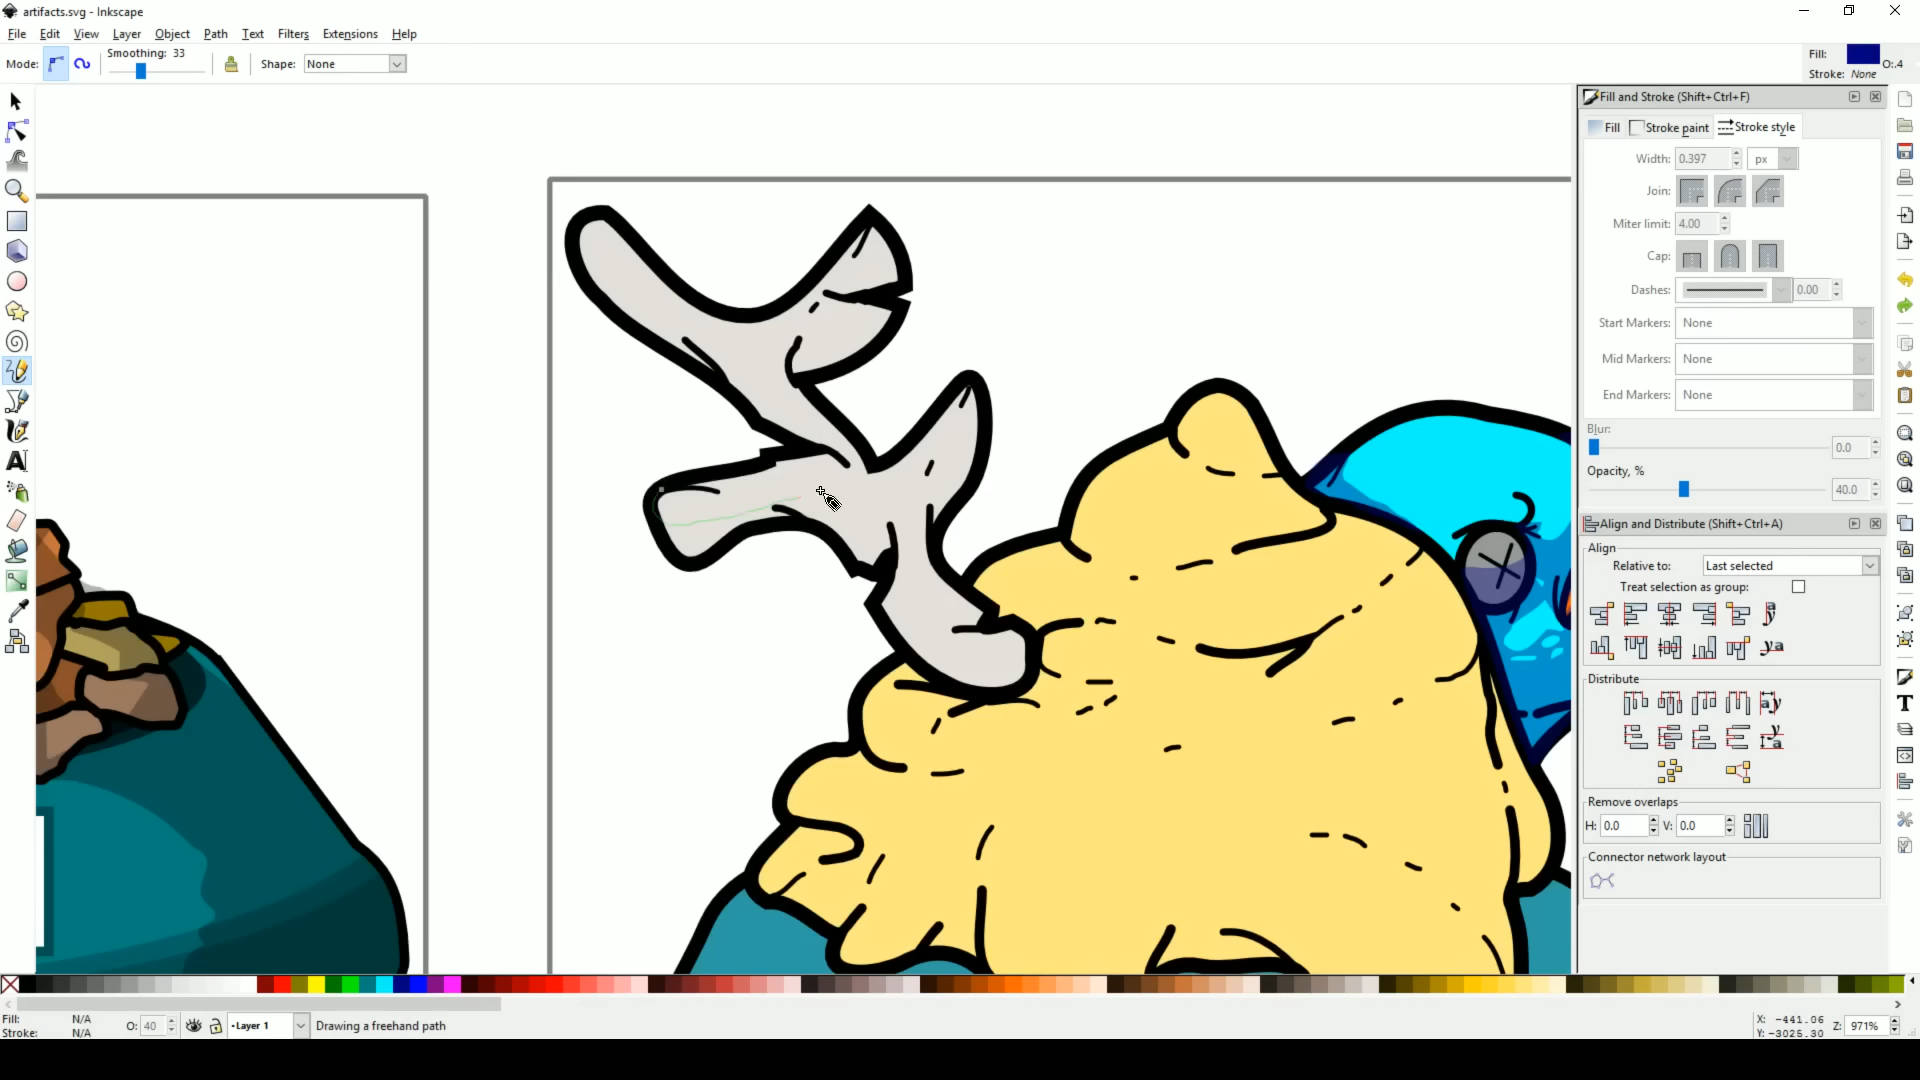 artifacts.svg - Inkscape
File Edit View Layer Object Path Text Filters Extensions Help
Mode: Smoothing: 33 Shape: None
Fill:
Stroke: None
O:.4
Fill and Stroke (Shift+Ctrl+F)
Fill Stroke paint Stroke style
Width: 0.397 px
Join:
Miter limit: 4.00
Cap:
Dashes: 0.00
Start Markers: None
Mid Markers: None
End Markers: None
Blur:
0.0
Opacity, %
40.0
Align and Distribute (Shift+Ctrl+A)
Align
Relative to: Last selected
Treat selection as group:
Distribute
Remove overlaps
H: 0.0 V: 0.0
Connector network layout
Fill: N/A
Stroke: N/A
O: 40
•Layer 1
Drawing a freehand path
X: -441.06
Y: -3025.30
Z: 971%